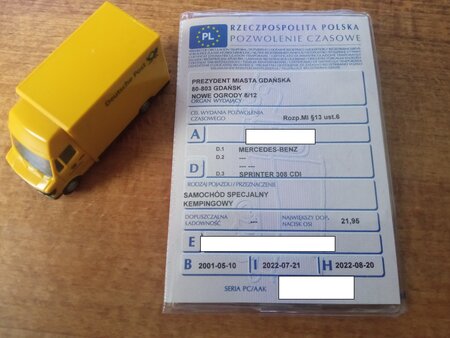 Deutsche Post
PL
RZECZPOSPOLITA POLSKA
POZWOLENIE CZASOWE
PREZYDENT MIASTA GDAŃSKA
80-803 GDAŃSK
NOWE OGRODY 8/12
ORGAN WYDAJĄCY
CEL WYDANIA POZWOLENIA
CZASOWEGO
Rozp.MI §13 ust.6
A
D
D.1 MERCEDES-BENZ
D.2 ---
---
D.3 SPRINTER 308 CDI
RODZAJ POJAZDU / PRZEZNACZENIE
SAMOCHÓD SPECJALNY
KEMPINGOWY
DOPUSZCZALNA
ŁADOWNOŚĆ
---
NAJWIĘKSZY DOP.
NACISK OSI
21,95
E
B 2001-05-10 I 2022-07-21 H 2022-08-20
SERIA PC/AAK